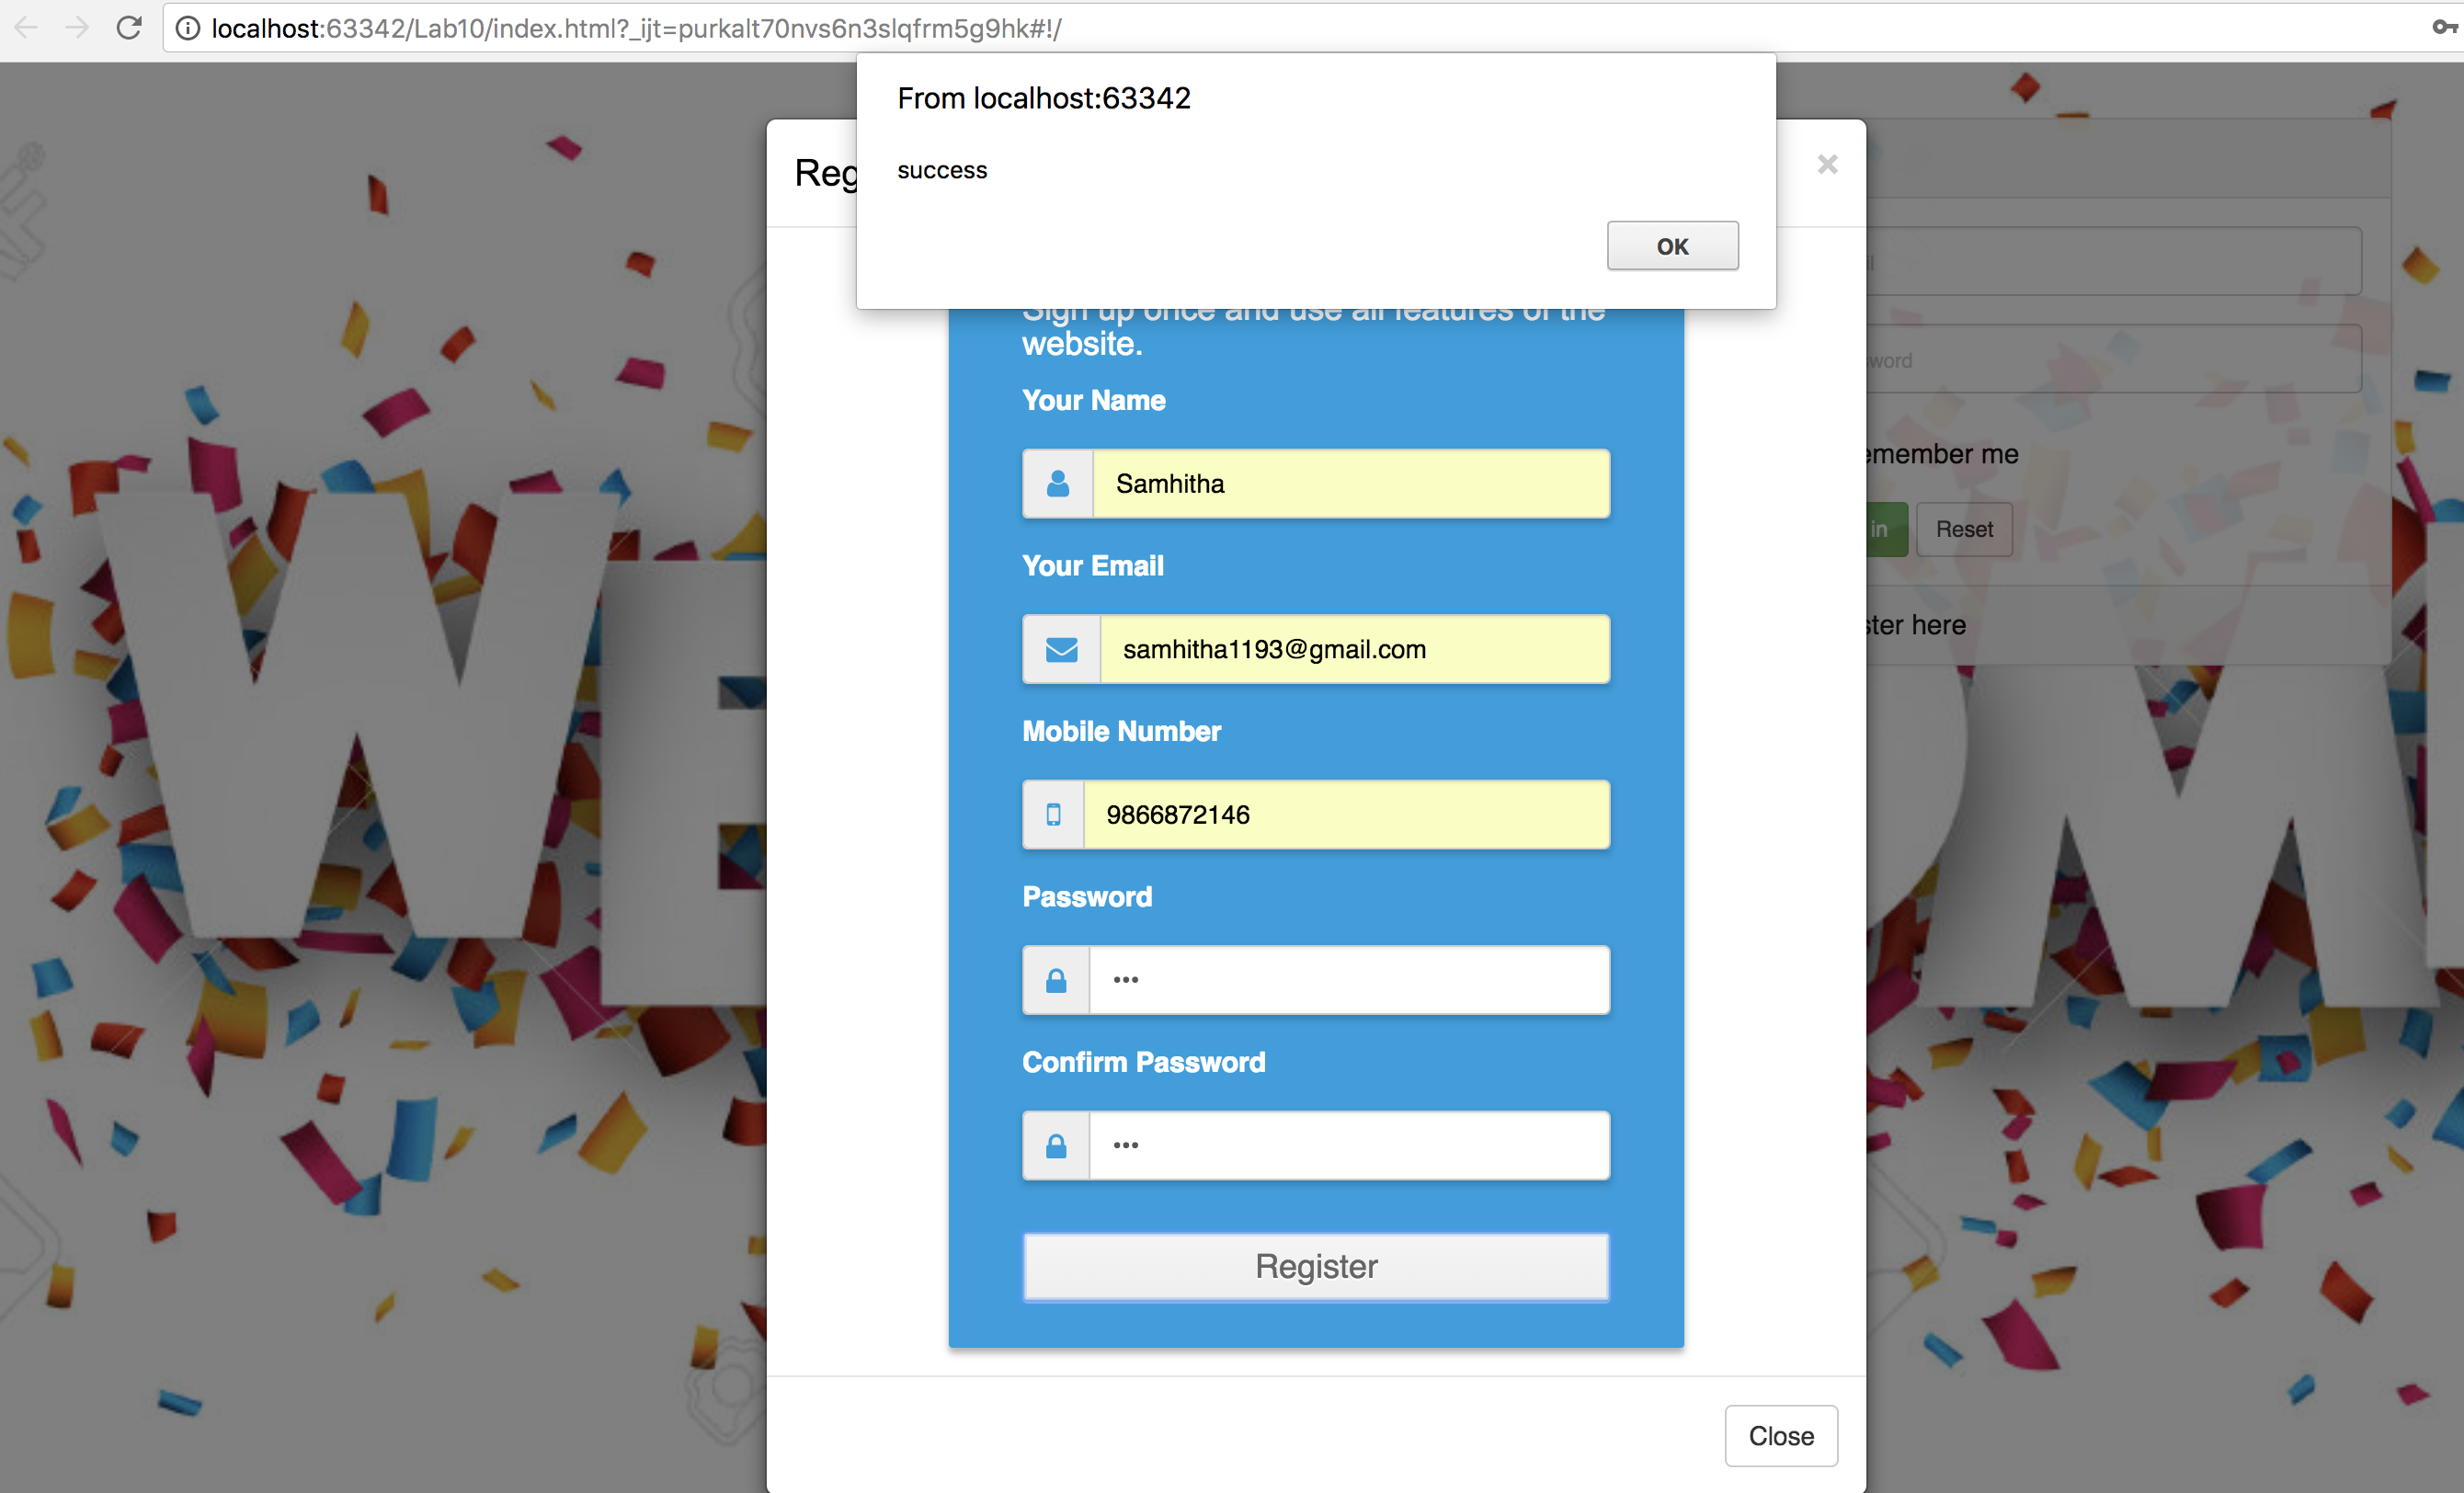 localhost:63342/Lab10/index.html?_ijt=purkalt70nvs6n3slqfrm5g9hk#!/
From localhost:63342
success
OK
Reg
×
Sign up once and use all features of the
website.
Your Name
Samhitha
Your Email
samhitha1193@gmail.com
Mobile Number
9866872146
Password
•••
Confirm Password
•••
Register
Close
word
emember me
in
Reset
ster here
WE
M